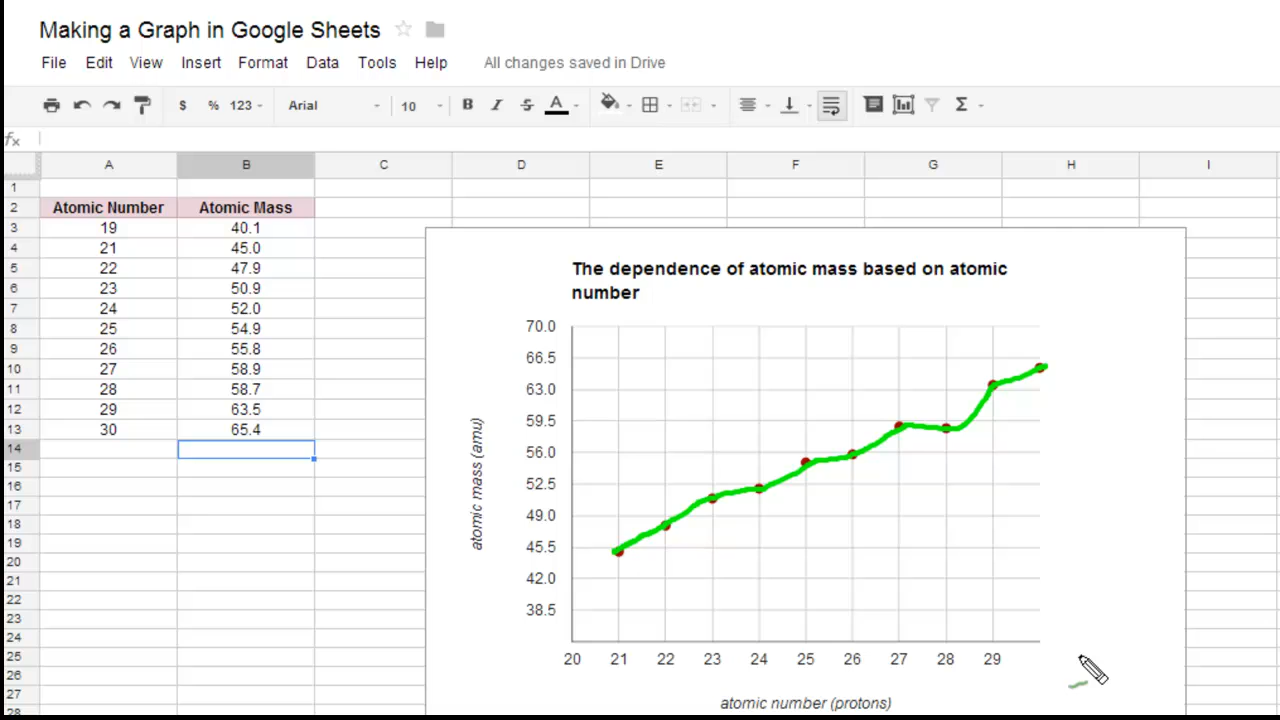 Making a Graph in Google Sheets
File Edit View Insert Format Data Tools Help All changes saved in Drive
$ % 123 Arial 10 B I S A Σ
fx
A B C D E F G H I
1
2 Atomic Number Atomic Mass
3 19 40.1
4 21 45.0
5 22 47.9
6 23 50.9
7 24 52.0
8 25 54.9
9 26 55.8
10 27 58.9
11 28 58.7
12 29 63.5
13 30 65.4
14
15
16
17
18
19
20
21
22
23
24
25
26
27
28
The dependence of atomic mass based on atomic
number
70.0
66.5
63.0
59.5
56.0
52.5
49.0
45.5
42.0
38.5
atomic mass (amu)
20 21 22 23 24 25 26 27 28 29
atomic number (protons)